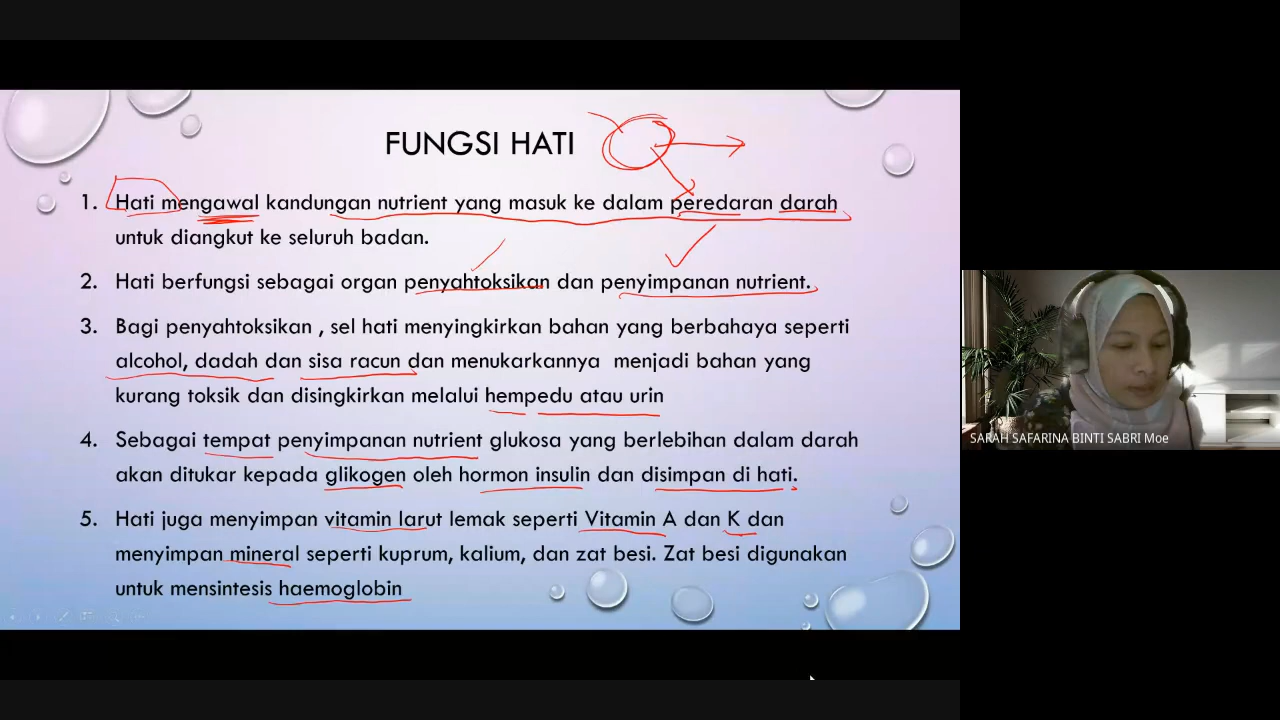 FUNGSI HATI
1. Hati mengawal kandungan nutrient yang masuk ke dalam peredaran darah
untuk diangkut ke seluruh badan.
2. Hati berfungsi sebagai organ penyahtoksikan dan penyimpanan nutrient.
3. Bagi penyahtoksikan , sel hati menyingkirkan bahan yang berbahaya seperti
alcohol, dadah dan sisa racun dan menukarkannya menjadi bahan yang
kurang toksik dan disingkirkan melalui hempedu atau urin
4. Sebagai tempat penyimpanan nutrient glukosa yang berlebihan dalam darah
akan ditukar kepada glikogen oleh hormon insulin dan disimpan di hati.
5. Hati juga menyimpan vitamin larut lemak seperti Vitamin A dan K dan
menyimpan mineral seperti kuprum, kalium, dan zat besi. Zat besi digunakan
untuk mensintesis haemoglobin
SARAH SAFARINA BINTI SABRI Moe